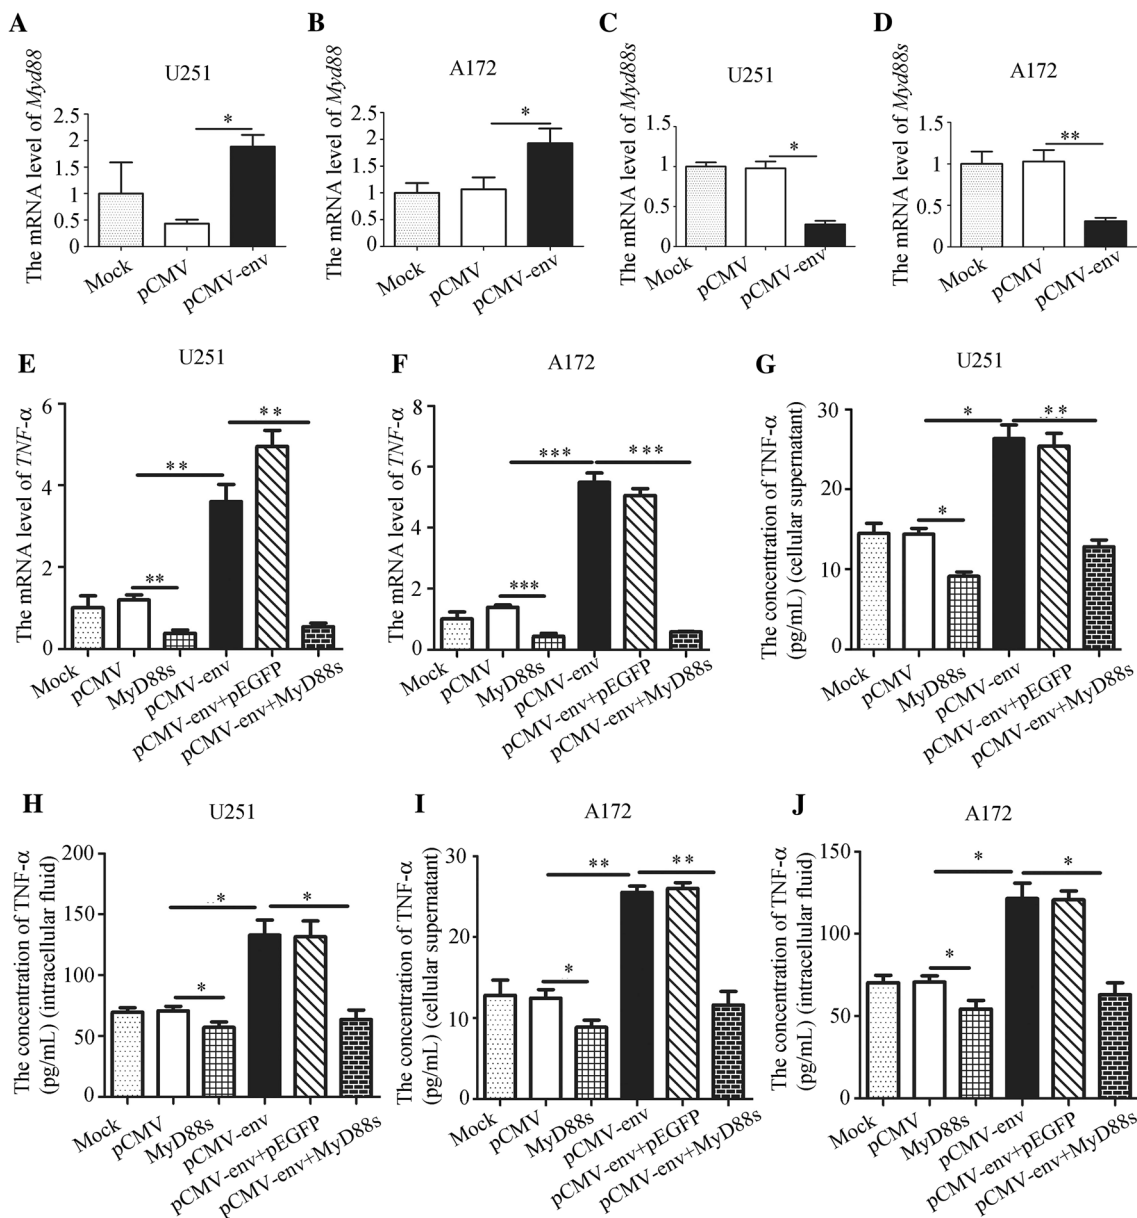 A
U251
The mRNA level of Myd88
2.5
2
1.5
1
0.5
0
*
Mock
pCMV
pCMV-env
B
A172
The mRNA level of Myd88
2.5
2
1.5
1
0.5
0
*
Mock
pCMV
pCMV-env
C
U251
The mRNA level of Myd88s
1.5
1
0.5
0
*
Mock
pCMV
pCMV-env
D
A172
The mRNA level of Myd88s
1.5
1
0.5
0
**
Mock
pCMV
pCMV-env
E
U251
The mRNA level of TNF-α
6
4
2
0
**
**
**
Mock
pCMV
MyD88s
pCMV-env
pCMV-env+pEGFP
pCMV-env+MyD88s
F
A172
The mRNA level of TNF-α
8
6
4
2
0
***
***
***
Mock
pCMV
MyD88s
pCMV-env
pCMV-env+pEGFP
pCMV-env+MyD88s
G
U251
The concentration of TNF-α
(pg/mL) (cellular supernatant)
30
20
10
0
*
*
**
Mock
pCMV
MyD88s
pCMV-env
pCMV-env+pEGFP
pCMV-env+MyD88s
H
U251
The concentration of TNF-α
(pg/mL) (intracellular fluid)
200
150
100
50
0
*
*
*
Mock
pCMV
MyD88s
pCMV-env
pCMV-env+pEGFP
pCMV-env+MyD88s
I
A172
The concentration of TNF-α
(pg/mL) (cellular supernatant)
30
20
10
0
**
*
**
Mock
pCMV
MyD88s
pCMV-env
pCMV-env+pEGFP
pCMV-env+MyD88s
J
A172
The concentration of TNF-α
(pg/mL) (intracellular fluid)
150
100
50
0
*
*
*
Mock
pCMV
MyD88s
pCMV-env
pCMV-env+pEGFP
pCMV-env+MyD88s